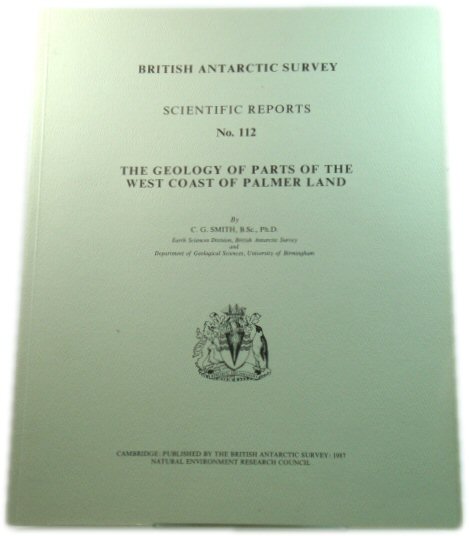 BRITISH ANTARCTIC SURVEY
SCIENTIFIC REPORTS
No. 112
THE GEOLOGY OF PARTS OF THE
WEST COAST OF PALMER LAND
By
C. G. SMITH, B.Sc., Ph.D.
Earth Sciences Division, British Antarctic Survey
and
Department of Geological Sciences, University of Birmingham
CAMBRIDGE: PUBLISHED BY THE BRITISH ANTARCTIC SURVEY: 1987
NATURAL ENVIRONMENT RESEARCH COUNCIL